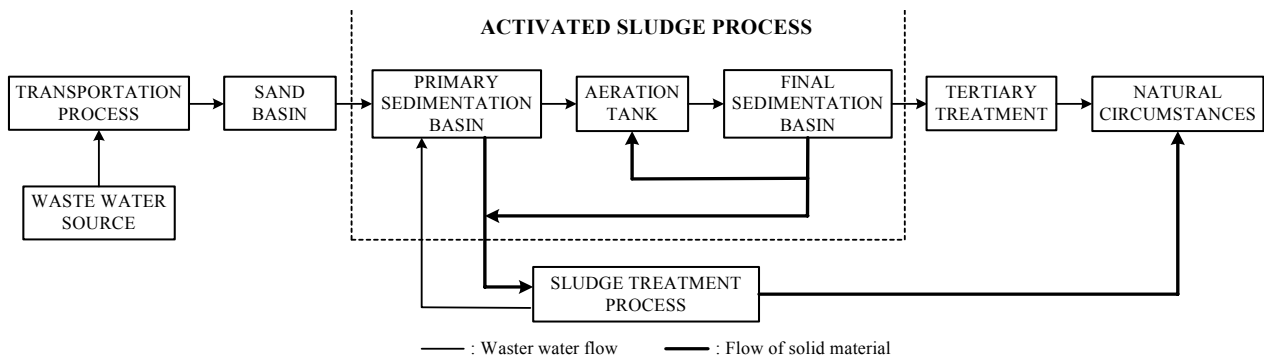 ACTIVATED SLUDGE PROCESS
TRANSPORTATION
PROCESS
SAND
BASIN
PRIMARY
SEDIMENTATION
BASIN
AERATION
TANK
FINAL
SEDIMENTATION
BASIN
TERTIARY
TREATMENT
NATURAL
CIRCUMSTANCES
WASTE WATER
SOURCE
SLUDGE TREATMENT
PROCESS
: Waster water flow
: Flow of solid material